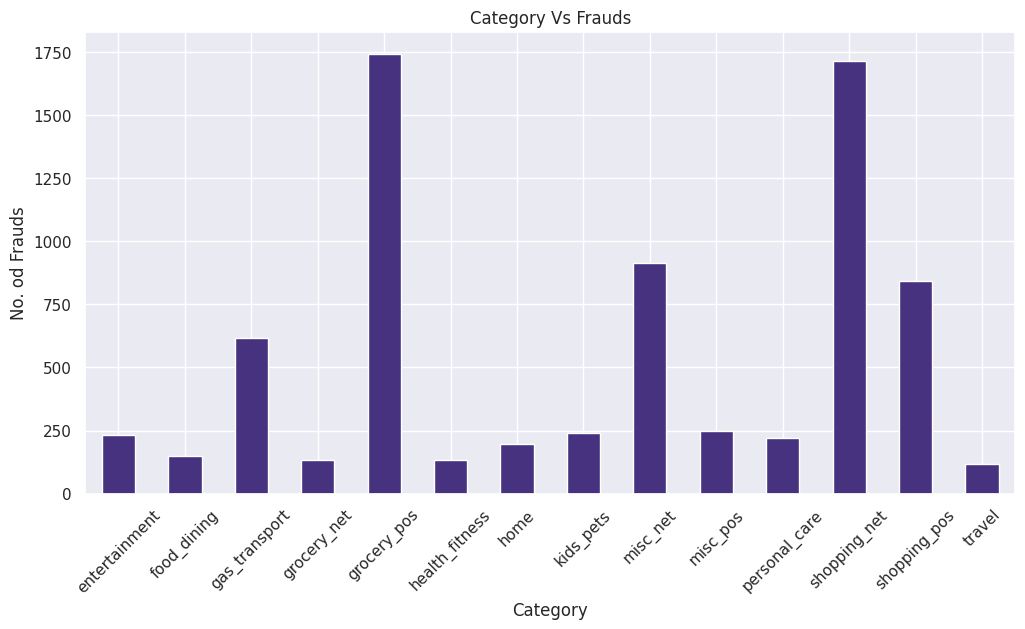 Category Vs Frauds
1750
1500
1250
1000
750
500
250
0
No. od Frauds
entertainment
food_dining
gas_transport
grocery_net
grocery_pos
health_fitness
home
kids_pets
misc_net
misc_pos
personal_care
shopping_net
shopping_pos
travel
Category